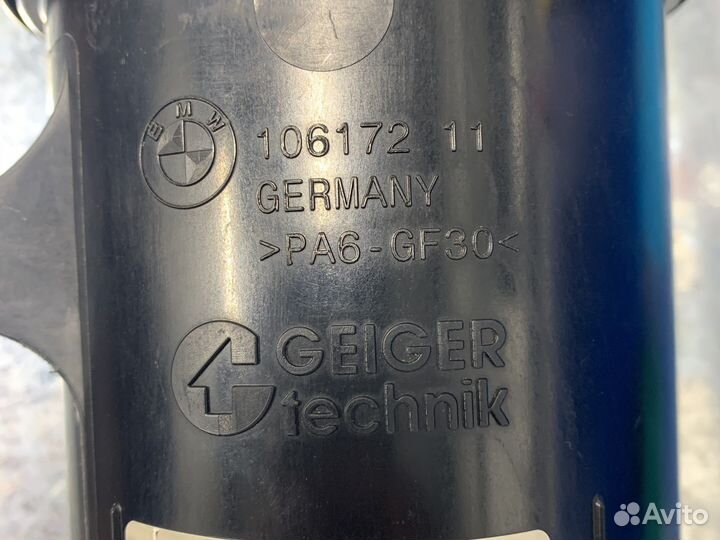 BMW
106172 11
GERMANY
>PA6-GF30<
GEIGER
technik
Avito